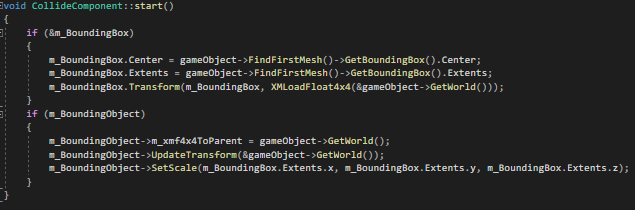 void CollideComponent::start()
{
if (&m_BoundingBox)
{
m_BoundingBox.Center = gameObject->FindFirstMesh()->GetBoundingBox().Center;
m_BoundingBox.Extents = gameObject->FindFirstMesh()->GetBoundingBox().Extents;
m_BoundingBox.Transform(m_BoundingBox, XMLoadFloat4x4(&gameObject->GetWorld()));
}
if (m_BoundingObject)
{
m_BoundingObject->m_xmf4x4ToParent = gameObject->GetWorld();
m_BoundingObject->UpdateTransform(&gameObject->GetWorld());
m_BoundingObject->SetScale(m_BoundingBox.Extents.x, m_BoundingBox.Extents.y, m_BoundingBox.Extents.z);
}
}